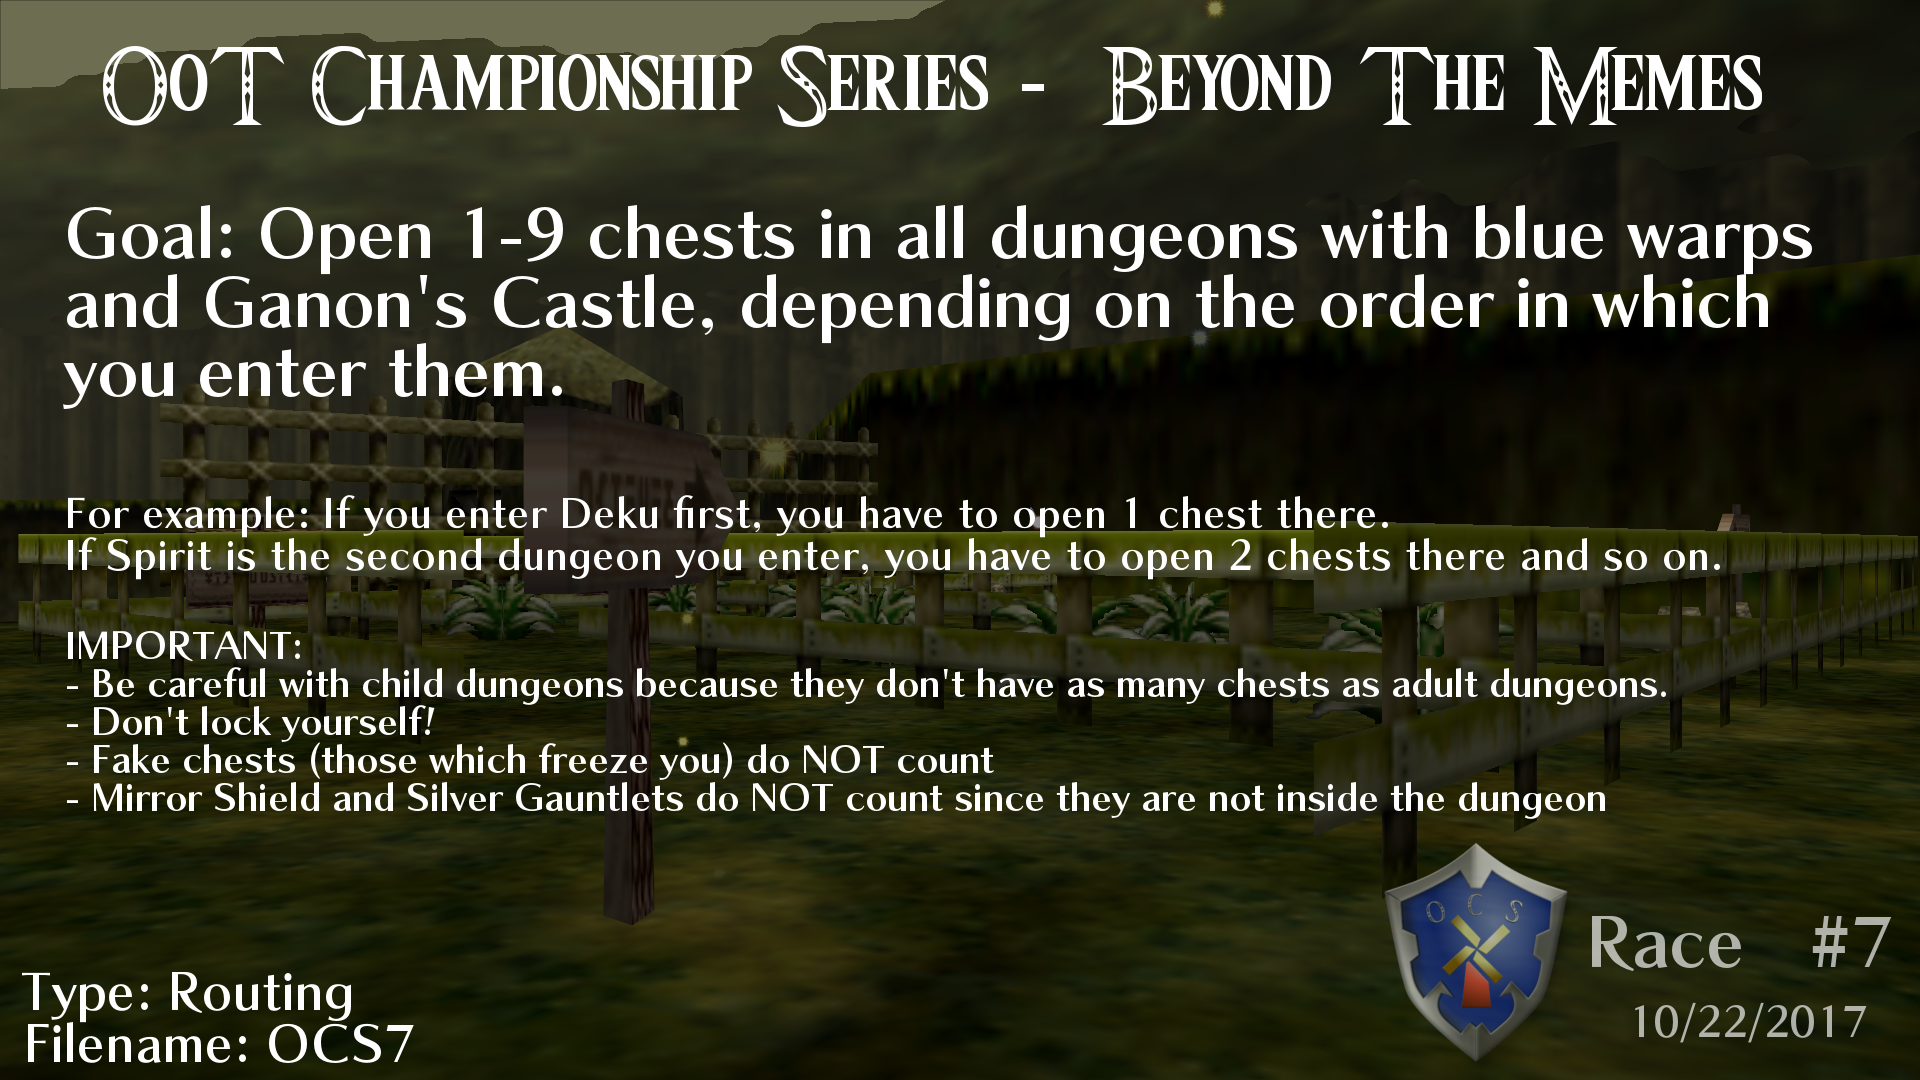 OoT Championship Series - Beyond The Memes
Goal: Open 1-9 chests in all dungeons with blue warps
and Ganon's Castle, depending on the order in which
you enter them.
For example: If you enter Deku first, you have to open 1 chest there.
If Spirit is the second dungeon you enter, you have to open 2 chests there and so on.
IMPORTANT:
- Be careful with child dungeons because they don't have as many chests as adult dungeons.
- Don't lock yourself!
- Fake chests (those which freeze you) do NOT count
- Mirror Shield and Silver Gauntlets do NOT count since they are not inside the dungeon
OCS
Race #7
10/22/2017
Type: Routing
Filename: OCS7